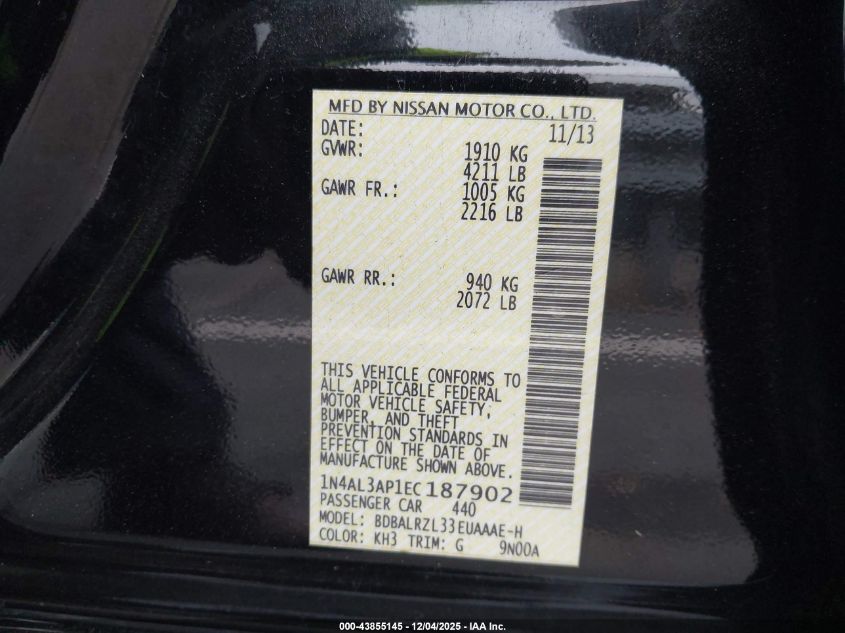 MFD BY NISSAN MOTOR CO., LTD.
DATE: 11/13
GVWR: 1910 KG
4211 LB
GAWR FR.: 1005 KG
2216 LB
GAWR RR.: 940 KG
2072 LB
THIS VEHICLE CONFORMS TO
ALL APPLICABLE FEDERAL
MOTOR VEHICLE SAFETY,
BUMPER, AND THEFT
PREVENTION STANDARDS IN
EFFECT ON THE DATE OF
MANUFACTURE SHOWN ABOVE.
1N4AL3AP1EC187902
PASSENGER CAR 440
MODEL: BDBALRZL33EUAAAE-H
COLOR: KH3 TRIM: G 9N00A
000-43855145 - 12/04/2025 - IAA Inc.